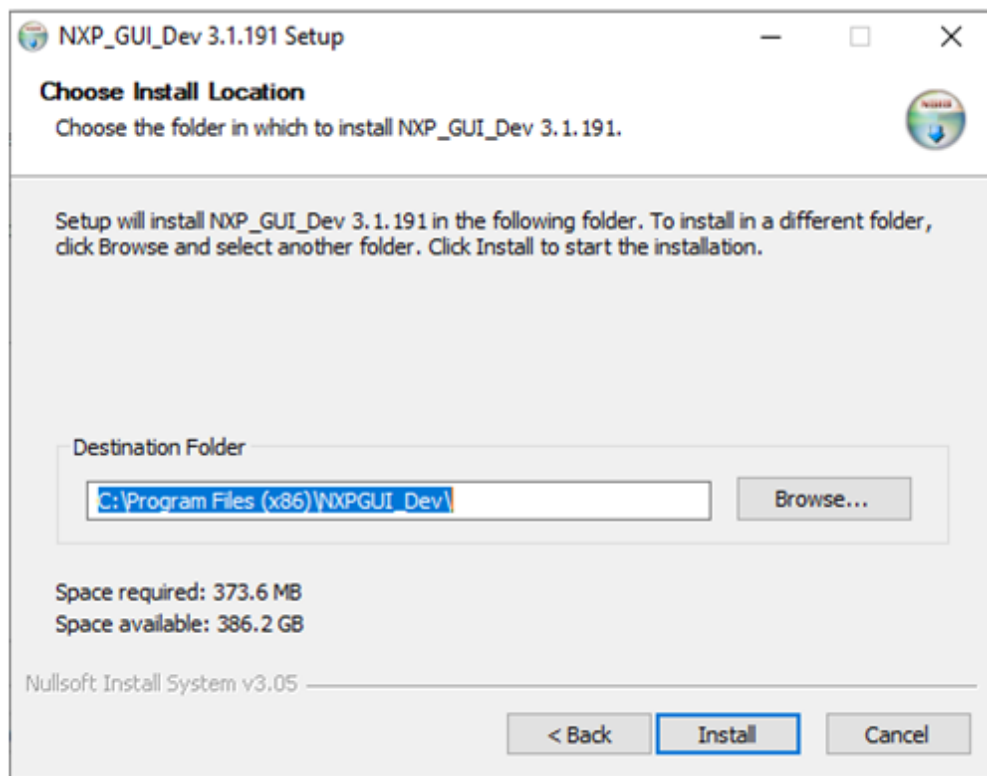 NXP_GUI_Dev 3.1.191 Setup
Choose Install Location
Choose the folder in which to install NXP_GUI_Dev 3.1.191.
Setup will install NXP_GUI_Dev 3.1.191 in the following folder. To install in a different folder,
click Browse and select another folder. Click Install to start the installation.
Destination Folder
C:\Program Files (x86)\NXPGUI_Dev\
Browse...
Space required: 373.6 MB
Space available: 386.2 GB
Nullsoft Install System v3.05
< Back
Install
Cancel